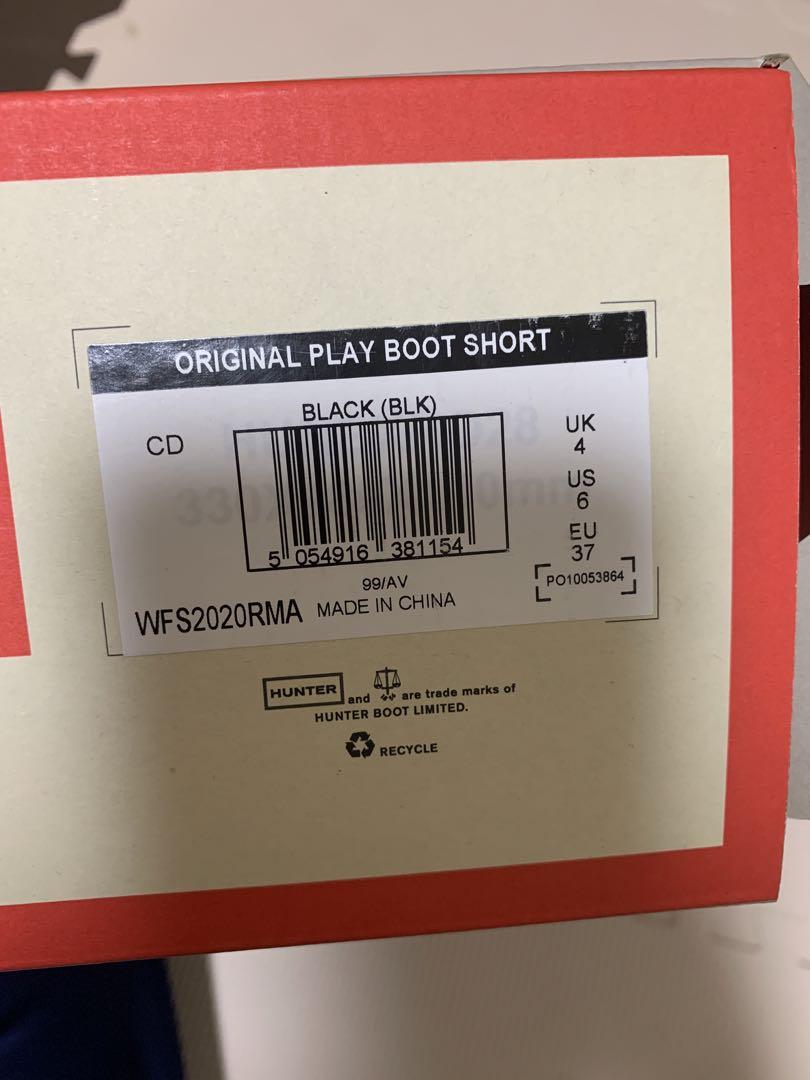 ORIGINAL PLAY BOOT SHORT
BLACK (BLK)
CD
5 054916 381154
UK
4
US
6
EU
37
PO10053864
99/AV
WFS2020RMA MADE IN CHINA
HUNTER and are trade marks of
HUNTER BOOT LIMITED.
RECYCLE